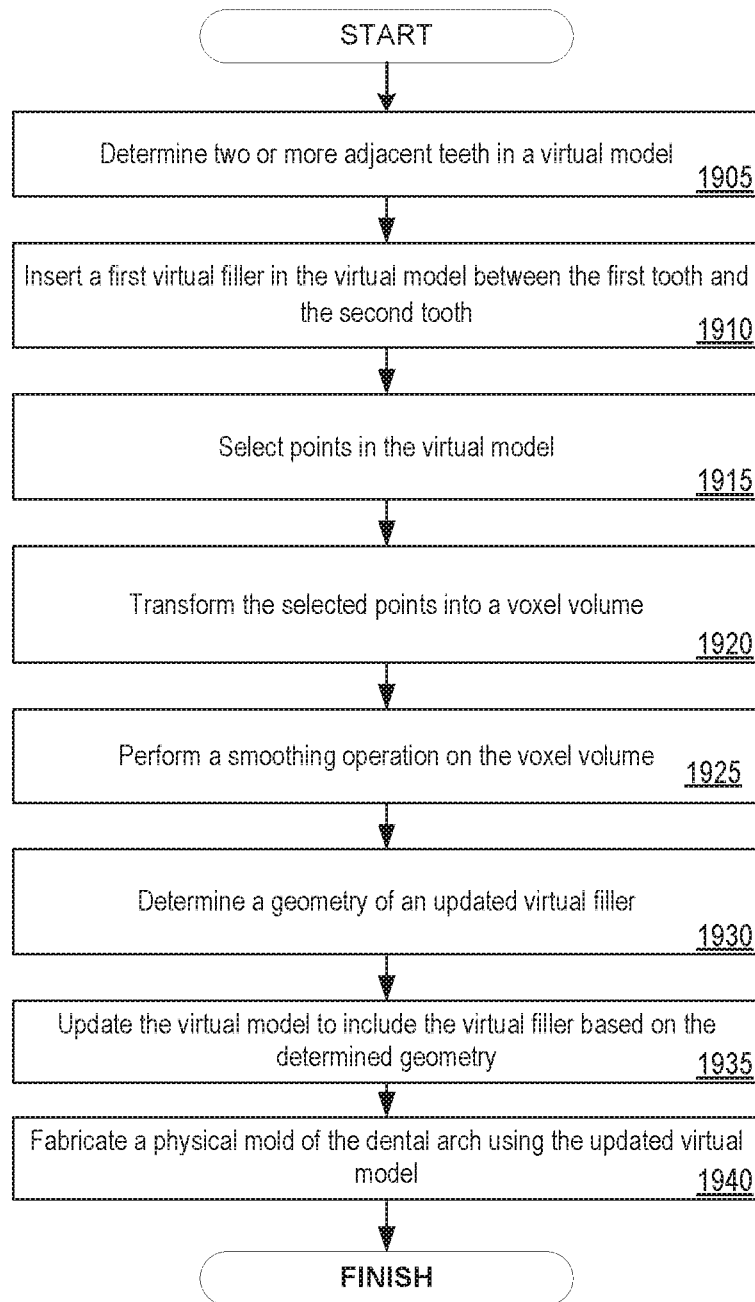 START
Determine two or more adjacent teeth in a virtual model
1905
Insert a first virtual filler in the virtual model between the first tooth and
the second tooth
1910
Select points in the virtual model
1915
Transform the selected points into a voxel volume
1920
Perform a smoothing operation on the voxel volume
1925
Determine a geometry of an updated virtual filler
1930
Update the virtual model to include the virtual filler based on the
determined geometry
1935
Fabricate a physical mold of the dental arch using the updated virtual
model
1940
FINISH